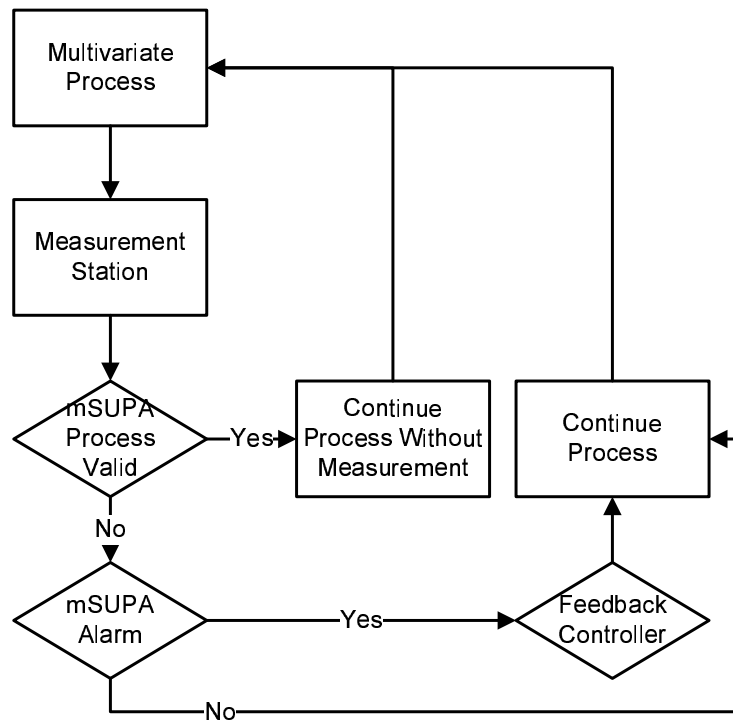 Multivariate
Process
Measurement
Station
mSUPA
Process
Valid
Yes
Continue
Process Without
Measurement
Continue
Process
No
mSUPA
Alarm
Yes
Feedback
Controller
No